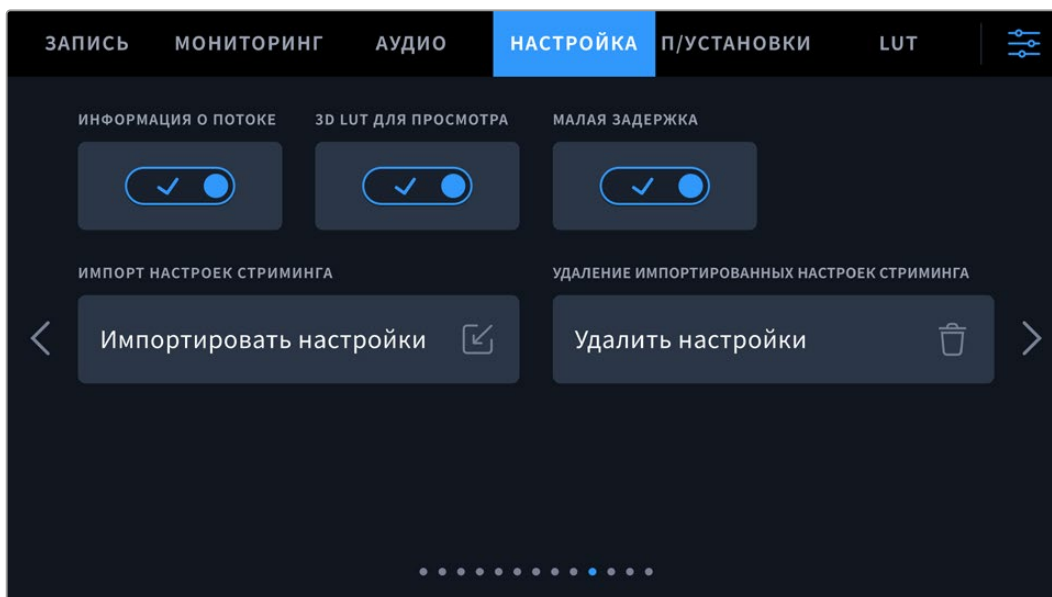 ЗАПИСЬ МОНИТОРИНГ АУДИО НАСТРОЙКА П/УСТАНОВКИ LUT
ИНФОРМАЦИЯ О ПОТОКЕ 3D LUT ДЛЯ ПРОСМОТРА МАЛАЯ ЗАДЕРЖКА
ИМПОРТ НАСТРОЕК СТРИМИНГА УДАЛЕНИЕ ИМПОРТИРОВАННЫХ НАСТРОЕК СТРИМИНГА
Импортировать настройки Удалить настройки